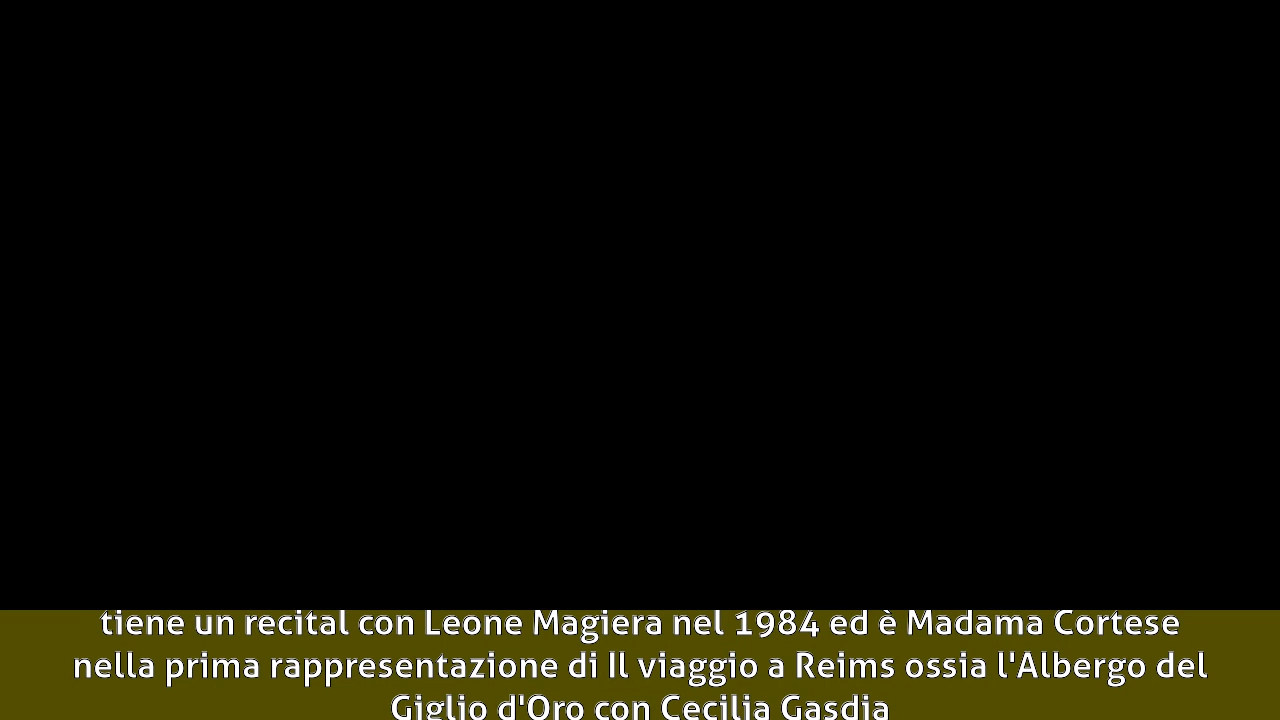 tiene un recital con Leone Magiera nel 1984 ed è Madama Cortese
nella prima rappresentazione di Il viaggio a Reims ossia l'Albergo del
Giglio d'Oro con Cecilia Gasdia